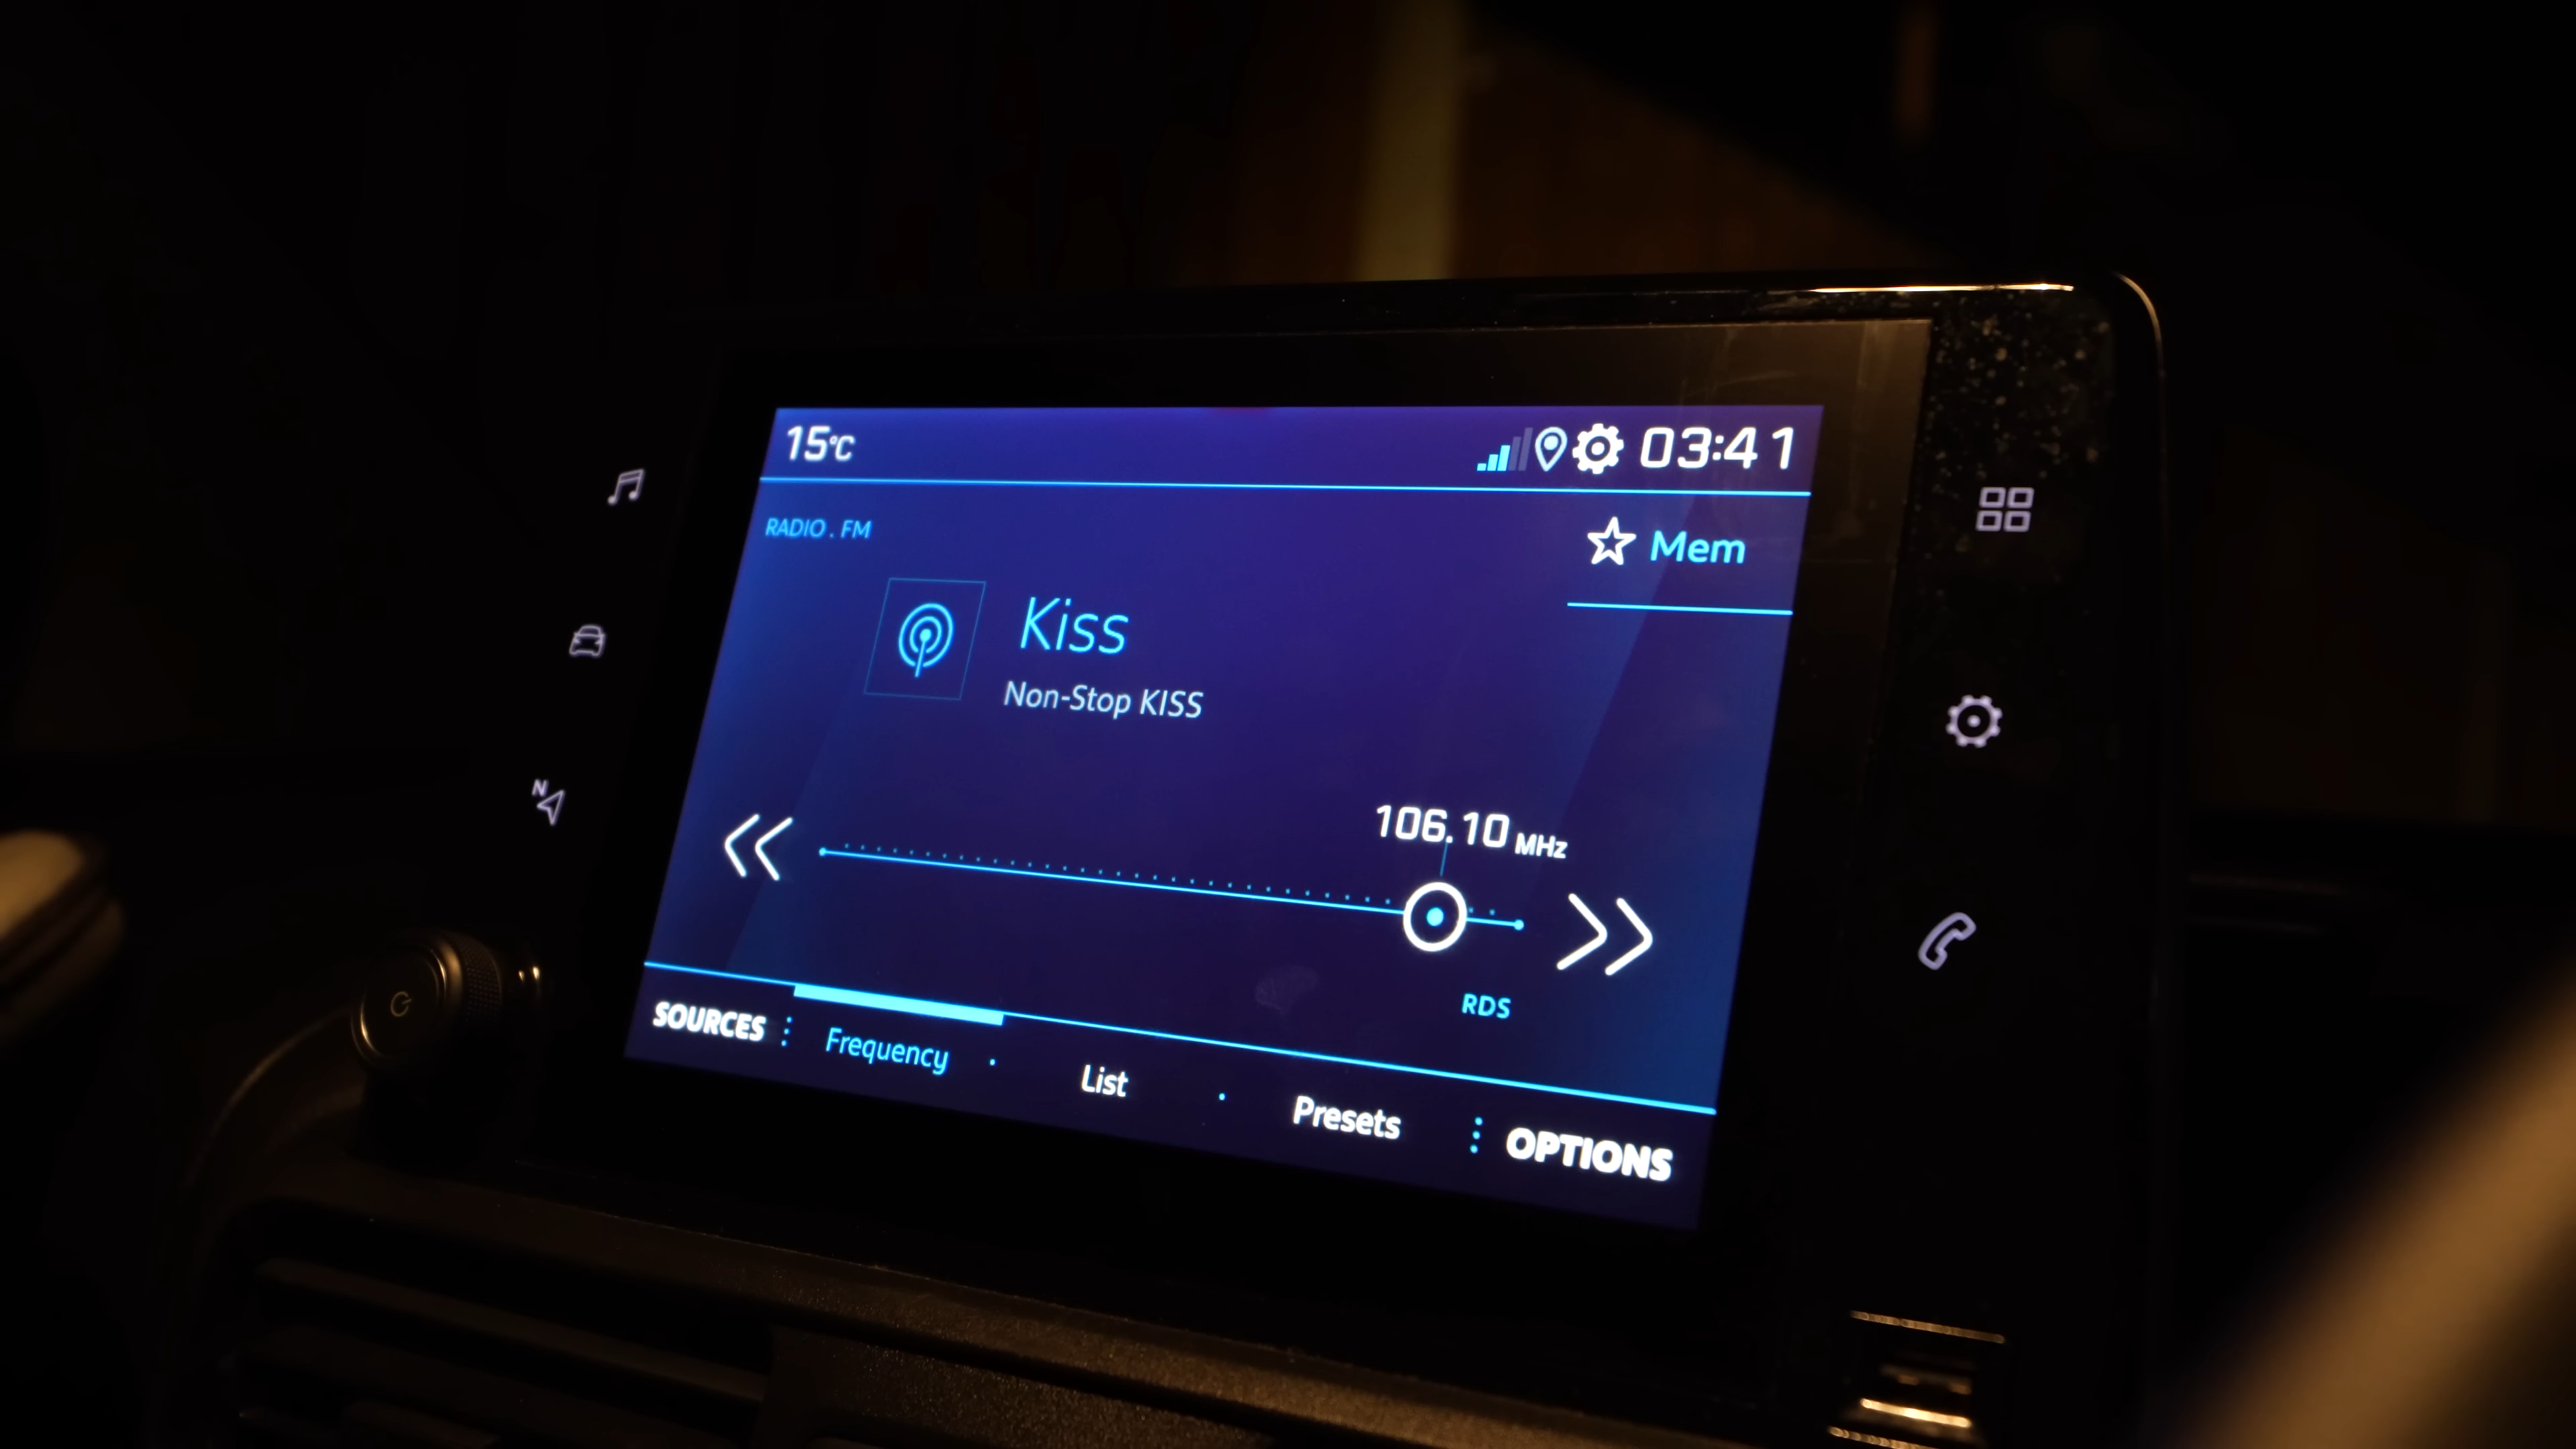 15°C
03:41
RADIO . FM
Mem
Kiss
Non-Stop KISS
N
106.10 MHz
RDS
SOURCES
Frequency
List
Presets
OPTIONS